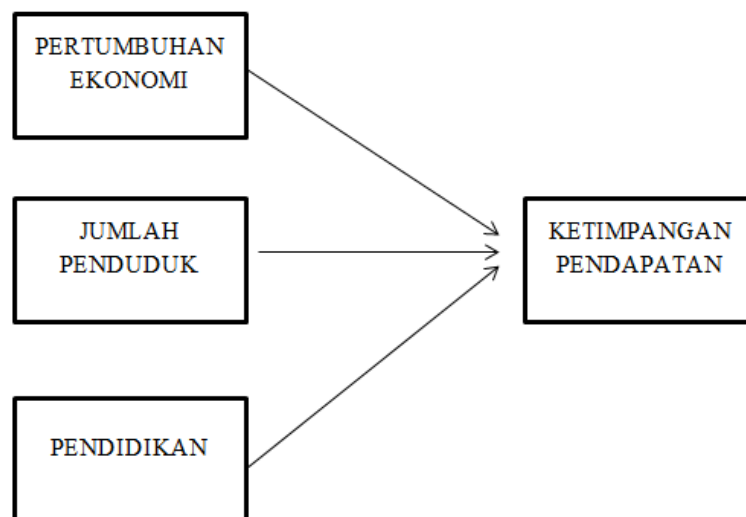 PERTUMBUHAN
EKONOMI
JUMLAH
PENDUDUK
KETIMPANGAN
PENDAPATAN
PENDIDIKAN